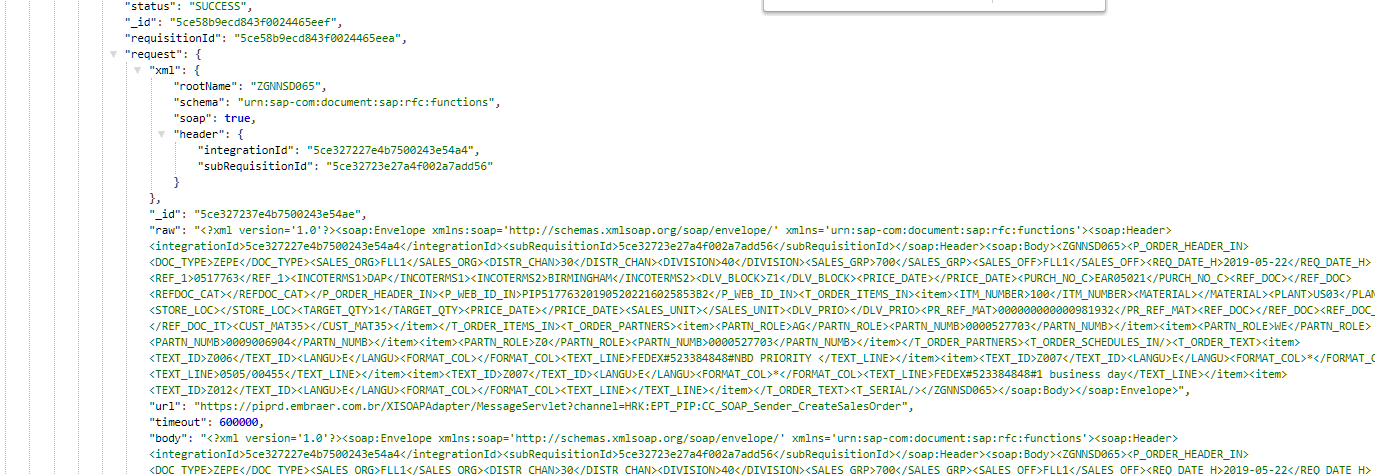 "status": "SUCCESS",
"_id": "5ce58b9ecd843f0024465eef",
"requisitionId": "5ce58b9ecd843f0024465eea",
"request": {
"xml": {
"rootName": "ZGNNSD065",
"schema": "urn:sap-com:document:sap:rfc:functions",
"soap": true,
"header": {
"integrationId": "5ce327227e4b7500243e54a4",
"subRequisitionId": "5ce32723e27a4f002a7add56"
}
},
"_id": "5ce327237e4b7500243e54ae",
"raw": "<?xml version='1.0'?><soap:Envelope xmlns:soap='http://schemas.xmlsoap.org/soap/envelope/' xmlns='urn:sap-com:document:sap:rfc:functions'><soap:Header>
<integrationId>5ce327227e4b7500243e54a4</integrationId><subRequisitionId>5ce32723e27a4f002a7add56</subRequisitionId></soap:Header><soap:Body><ZGNNSD065><P_ORDER_HEADER_IN>
<DOC_TYPE>ZEPE</DOC_TYPE><SALES_ORG>FLL1</SALES_ORG><DISTR_CHAN>30</DISTR_CHAN><DIVISION>40</DIVISION><SALES_GRP>700</SALES_GRP><SALES_OFF>FLL1</SALES_OFF><REQ_DATE_H>2019-05-22</REQ_DATE_H>
<REF_1>0517763</REF_1><INCOTERMS1>DAP</INCOTERMS1><INCOTERMS2>BIRMINGHAM</INCOTERMS2><DLV_BLOCK>Z1</DLV_BLOCK><PRICE_DATE></PRICE_DATE><PURCH_NO_C>EAR05021</PURCH_NO_C><REF_DOC></REF_DOC>
<REFDOC_CAT></REFDOC_CAT></P_ORDER_HEADER_IN><P_WEB_ID_IN>PIP51776320190520221602585382</P_WEB_ID_IN><T_ORDER_ITEMS_IN><item><ITM_NUMBER>100</ITM_NUMBER><MATERIAL></MATERIAL><PLANT>US03</PLAN
<STORE_LOC></STORE_LOC><TARGET_QTY>1</TARGET_QTY><PRICE_DATE></PRICE_DATE><SALES_UNIT></SALES_UNIT><DLV_PRIO></DLV_PRIO><PR_REF_MAT>000000000000981932</PR_REF_MAT><REF_DOC></REF_DOC><REF_DOC_
</REF_DOC_IT><CUST_MAT35></CUST_MAT35></item></T_ORDER_ITEMS_IN><T_ORDER_PARTNERS><item><PARTN_ROLE>AG</PARTN_ROLE><PARTN_NUMB>0000527703</PARTN_NUMB></item><item><PARTN_ROLE>WE</PARTN_ROLE>
<PARTN_NUMB>0009006904</PARTN_NUMB></item><item><PARTN_ROLE>Z0</PARTN_ROLE><PARTN_NUMB>0000527703</PARTN_NUMB></item></T_ORDER_PARTNERS><T_ORDER_SCHEDULES_IN/><T_ORDER_TEXT><item>
<TEXT_ID>Z006</TEXT_ID><LANGU>E</LANGU><FORMAT_COL></FORMAT_COL><TEXT_LINE>FEDEX#523384848#NBD PRIORITY </TEXT_LINE></item><item><TEXT_ID>Z007</TEXT_ID><LANGU>E</LANGU><FORMAT_COL>*</FORMAT_C
<TEXT_LINE>0505/00455</TEXT_LINE></item><item><TEXT_ID>Z007</TEXT_ID><LANGU>E</LANGU><FORMAT_COL>*</FORMAT_COL><TEXT_LINE>FEDEX#523384848#1 business day</TEXT_LINE></item><item>
<TEXT_ID>Z012</TEXT_ID><LANGU>E</LANGU><FORMAT_COL></FORMAT_COL><TEXT_LINE></TEXT_LINE></item></T_ORDER_TEXT><T_SERIAL/></ZGNNSD065></soap:Body></soap:Envelope>",
"url": "https://piprd.embraer.com.br/XISOAPAdapter/MessageServlet?channel=HRK:EPT_PIP:CC_SOAP_Sender_CreateSalesOrder",
"timeout": 600000,
"body": "<?xml version='1.0'?><soap:Envelope xmlns:soap='http://schemas.xmlsoap.org/soap/envelope/' xmlns='urn:sap-com:document:sap:rfc:functions'><soap:Header>
<integrationId>5ce327227e4b7500243e54a4</integrationId><subRequisitionId>5ce32723e27a4f002a7add56</subRequisitionId></soap:Header><soap:Body><ZGNNSD065><P_ORDER_HEADER_IN>
<DOC_TYPE>ZEPE</DOC_TYPE><SALES_ORG>FLL1</SALES_ORG><DISTR_CHAN>30</DISTR_CHAN><DIVISION>40</DIVISION><SALES_GRP>700</SALES_GRP><SALES_OFF>FLL1</SALES_OFF><REQ_DATE_H>2019-05-22</REQ_DATE_H>